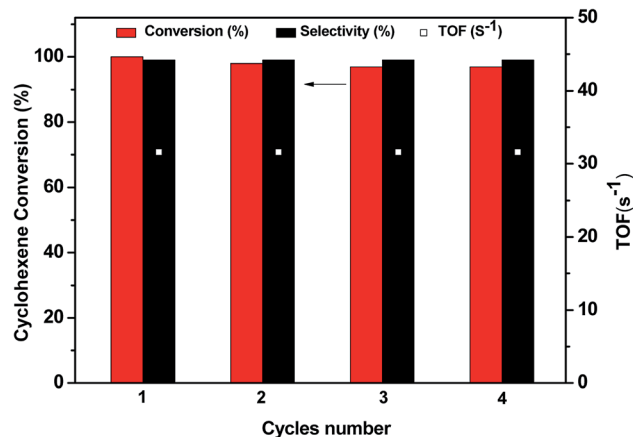 Conversion (%) Selectivity (%) TOF (S-1)
Cyclohexene Conversion (%)
100
80
60
40
20
0
50
40
30
20
10
0
TOF(s-1)
1 2 3 4
Cycles number